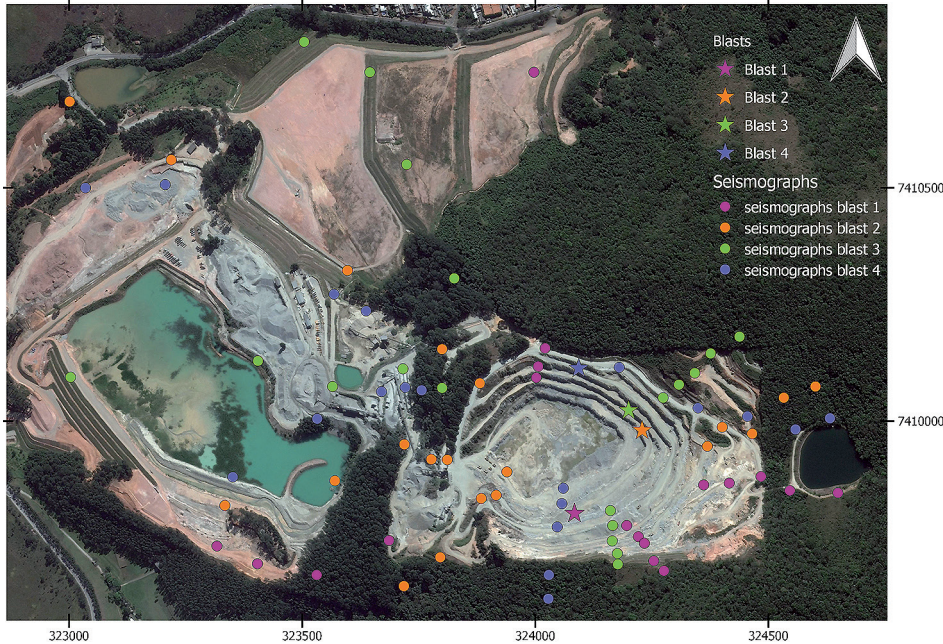 Blasts
Blast 1
Blast 2
Blast 3
Blast 4
Seismographs
seismographs blast 1
seismographs blast 2
seismographs blast 3
seismographs blast 4
7410500
7410000
323000
323500
324000
324500